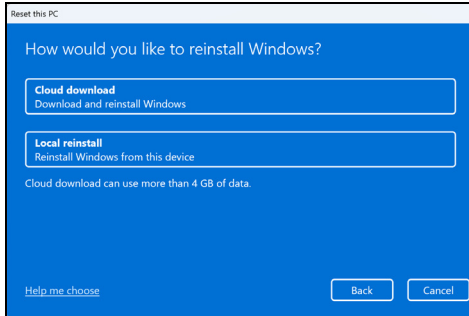 Reset this PC
How would you like to reinstall Windows?
Cloud download
Download and reinstall Windows
Local reinstall
Reinstall Windows from this device
Cloud download can use more than 4 GB of data.
Help me choose
Back
Cancel